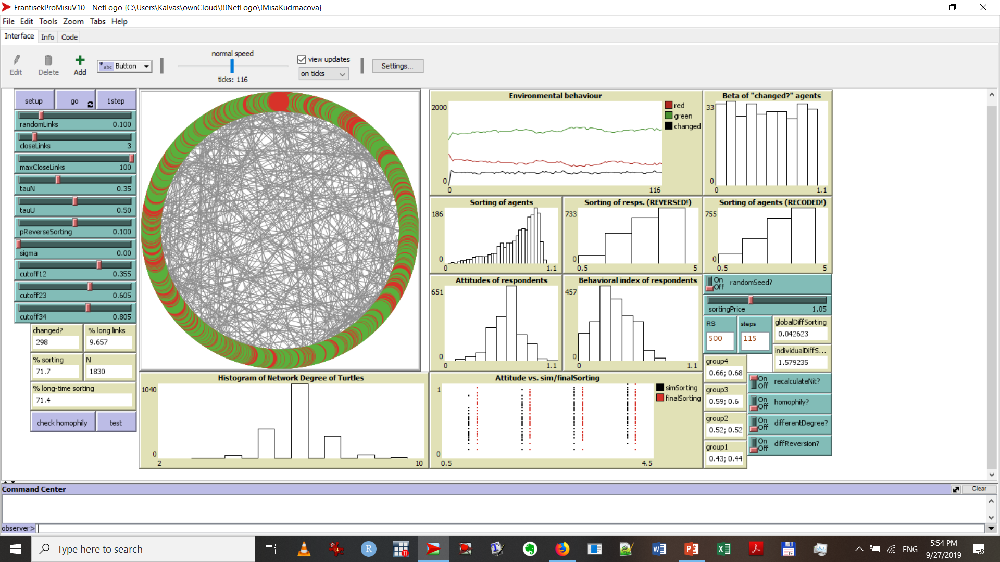 FrantisekProMisuV10 - NetLogo {C:\Users\Kalvas\ownCloud\!!!NetLogo\!MisaKudrnacova}
File Edit Tools Zoom Tabs Help
Interface Info Code
Edit Delete Add abc Button
normal speed
ticks: 116
view updates
on ticks
Settings...
setup go 1step
randomLinks 0.100
closeLinks 3
maxCloseLinks 100
tauN 0.35
tauU 0.50
pReverseSorting 0.100
sigma 0.00
cutoff12 0.355
cutoff23 0.605
cutoff34 0.805
changed? % long links
298 9.657
% sorting N
71.7 1830
% long-time sorting
71.4
check homophily test
Environmental behaviour
2000
0
0 116
red
green
changed
Beta of "changed?" agents
33
0
0 1.1
Sorting of agents
186
0
0 1.1
Sorting of resps. (REVERSED!)
733
0
0.5 5
Sorting of agents (RECODED!)
755
0
0.5 5
Attitudes of respondents
651
0
0 1.1
Behavioral index of respondents
457
0
0 1.1
On
Off
randomSeed?
sortingPrice 1.05
RS
500
steps
115
globalDiffSorting
0.042623
individualDiffS...
1.579235
group4
0.66; 0.68
group3
0.59; 0.6
group2
0.52; 0.52
group1
0.43; 0.44
On
Off
recalculateNit?
On
Off
homophily?
On
Off
differentDegree?
On
Off
diffReversion?
Histogram of Network Degree of Turtles
1040
0
2 10
Attitude vs. sim/finalSorting
1
0
0.5 4.5
simSorting
finalSorting
Command Center
Clear
observer>
Type here to search
ENG
5:54 PM
9/27/2019